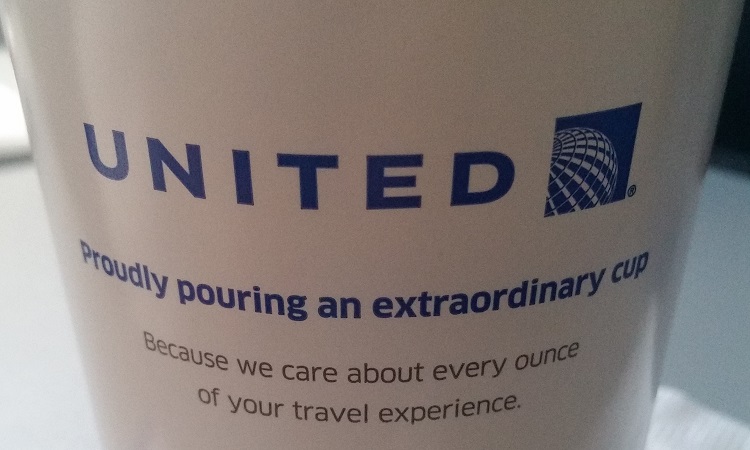 UNITED ®
Proudly pouring an extraordinary cup
Because we care about every ounce
of your travel experience.